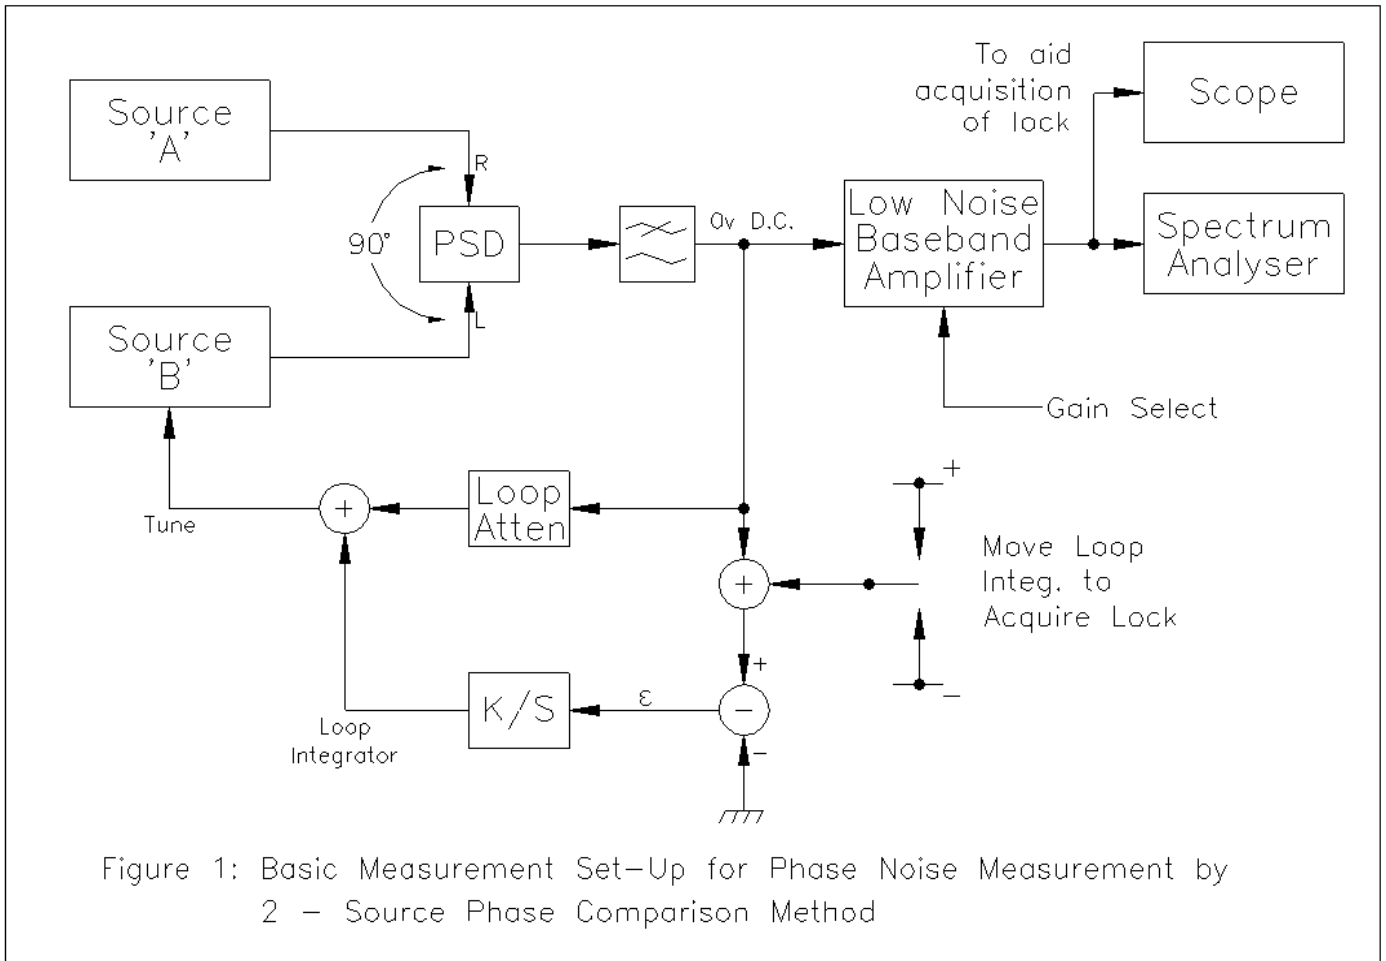 To aid
acquisition
of lock
Scope
Source
'A'
R
90°
PSD
0v D.C.
Low Noise
Baseband
Amplifier
Spectrum
Analyser
L
Source
'B'
Gain Select
Tune
+
Loop
Atten
+
+
Move Loop
Integ. to
Acquire Lock
-
+
K/S
ε
-
-
Loop
Integrator
Figure 1: Basic Measurement Set-Up for Phase Noise Measurement by
2 - Source Phase Comparison Method